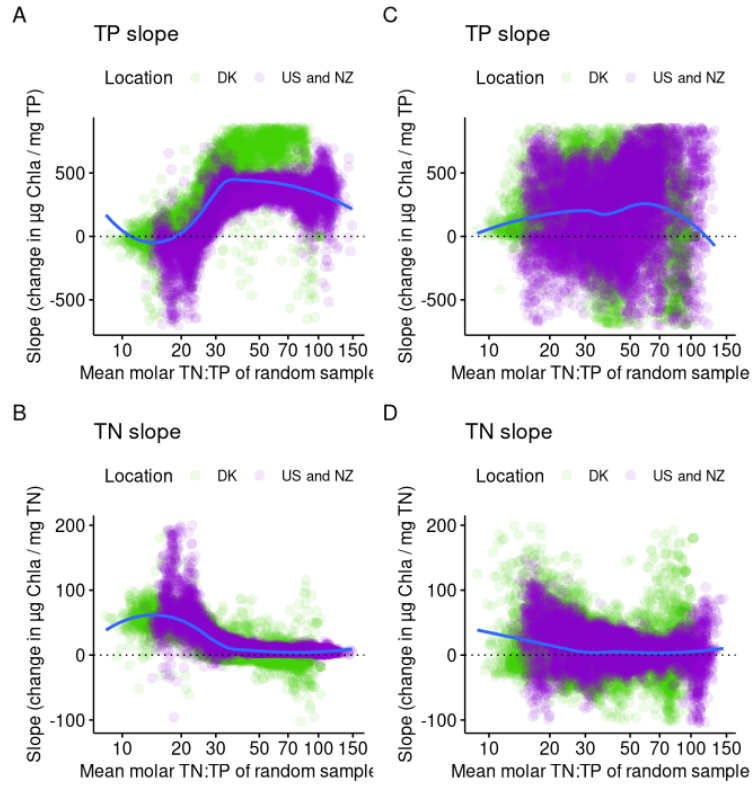 A
TP slope
Location DK US and NZ
Slope (change in µg Chla / mg TP)
500
0
-500
10 20 30 50 70 100 150
Mean molar TN:TP of random sample
C
TP slope
Location DK US and NZ
Slope (change in µg Chla / mg TP)
500
0
-500
10 20 30 50 70 100 150
Mean molar TN:TP of random sample
B
TN slope
Location DK US and NZ
Slope (change in µg Chla / mg TN)
200
100
0
-100
10 20 30 50 70 100 150
Mean molar TN:TP of random sample
D
TN slope
Location DK US and NZ
Slope (change in µg Chla / mg TN)
200
100
0
-100
10 20 30 50 70 100 150
Mean molar TN:TP of random sample